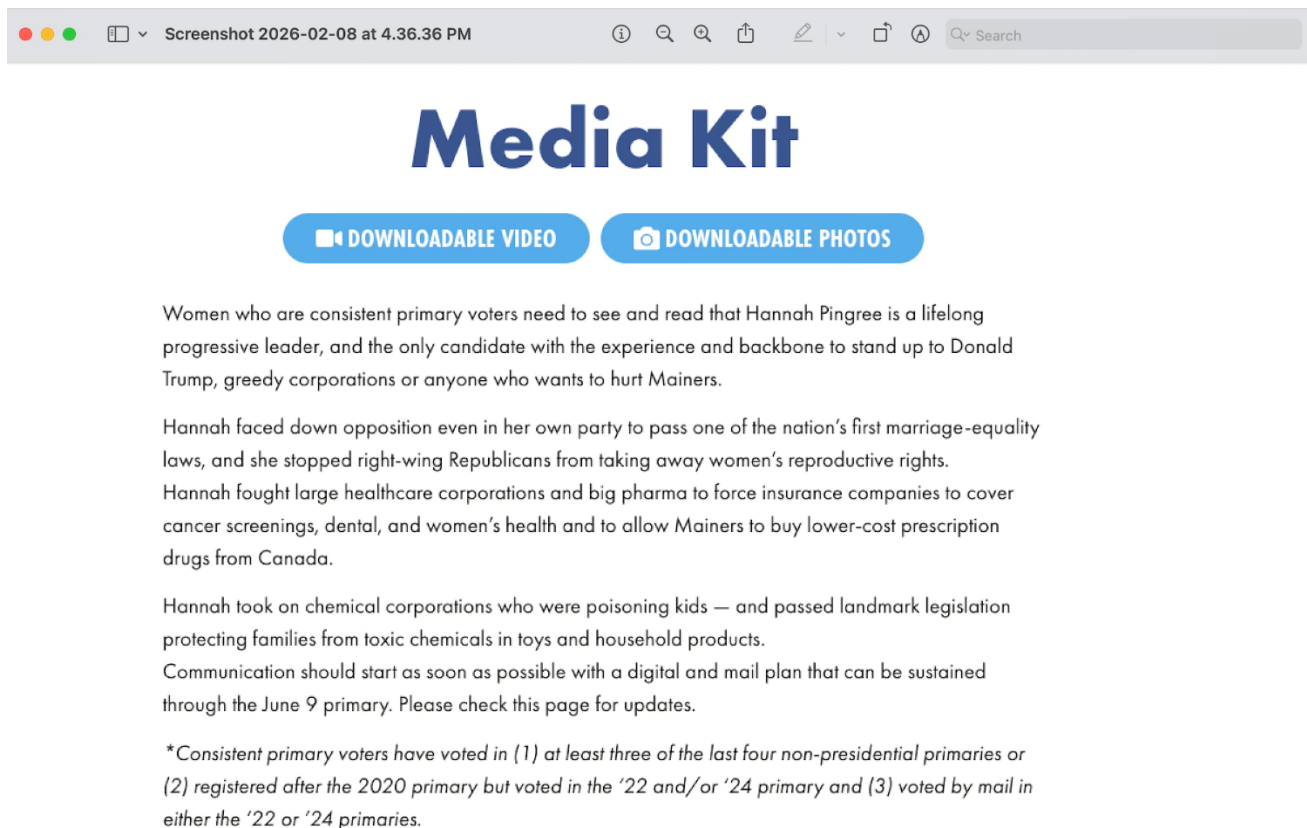 Screenshot 2026-02-08 at 4.36.36 PM
Search
Media Kit
DOWNLOADABLE VIDEO
DOWNLOADABLE PHOTOS
Women who are consistent primary voters need to see and read that Hannah Pingree is a lifelong
progressive leader, and the only candidate with the experience and backbone to stand up to Donald
Trump, greedy corporations or anyone who wants to hurt Mainers.
Hannah faced down opposition even in her own party to pass one of the nation’s first marriage-equality
laws, and she stopped right-wing Republicans from taking away women’s reproductive rights.
Hannah fought large healthcare corporations and big pharma to force insurance companies to cover
cancer screenings, dental, and women’s health and to allow Mainers to buy lower-cost prescription
drugs from Canada.
Hannah took on chemical corporations who were poisoning kids — and passed landmark legislation
protecting families from toxic chemicals in toys and household products.
Communication should start as soon as possible with a digital and mail plan that can be sustained
through the June 9 primary. Please check this page for updates.
*Consistent primary voters have voted in (1) at least three of the last four non-presidential primaries or
(2) registered after the 2020 primary but voted in the ‘22 and/or ‘24 primary and (3) voted by mail in
either the ‘22 or ‘24 primaries.